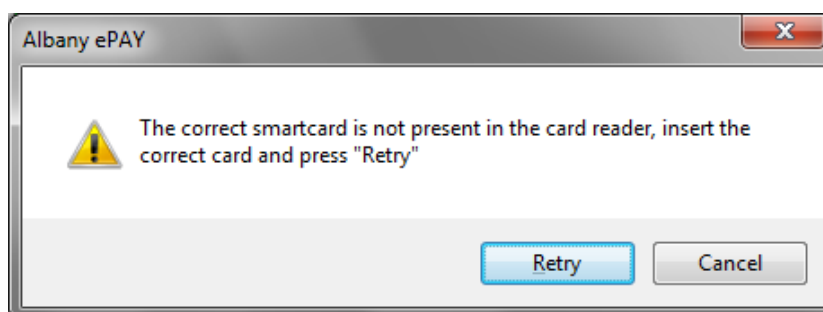 Albany ePAY
The correct smartcard is not present in the card reader, insert the
correct card and press "Retry"
Retry
Cancel